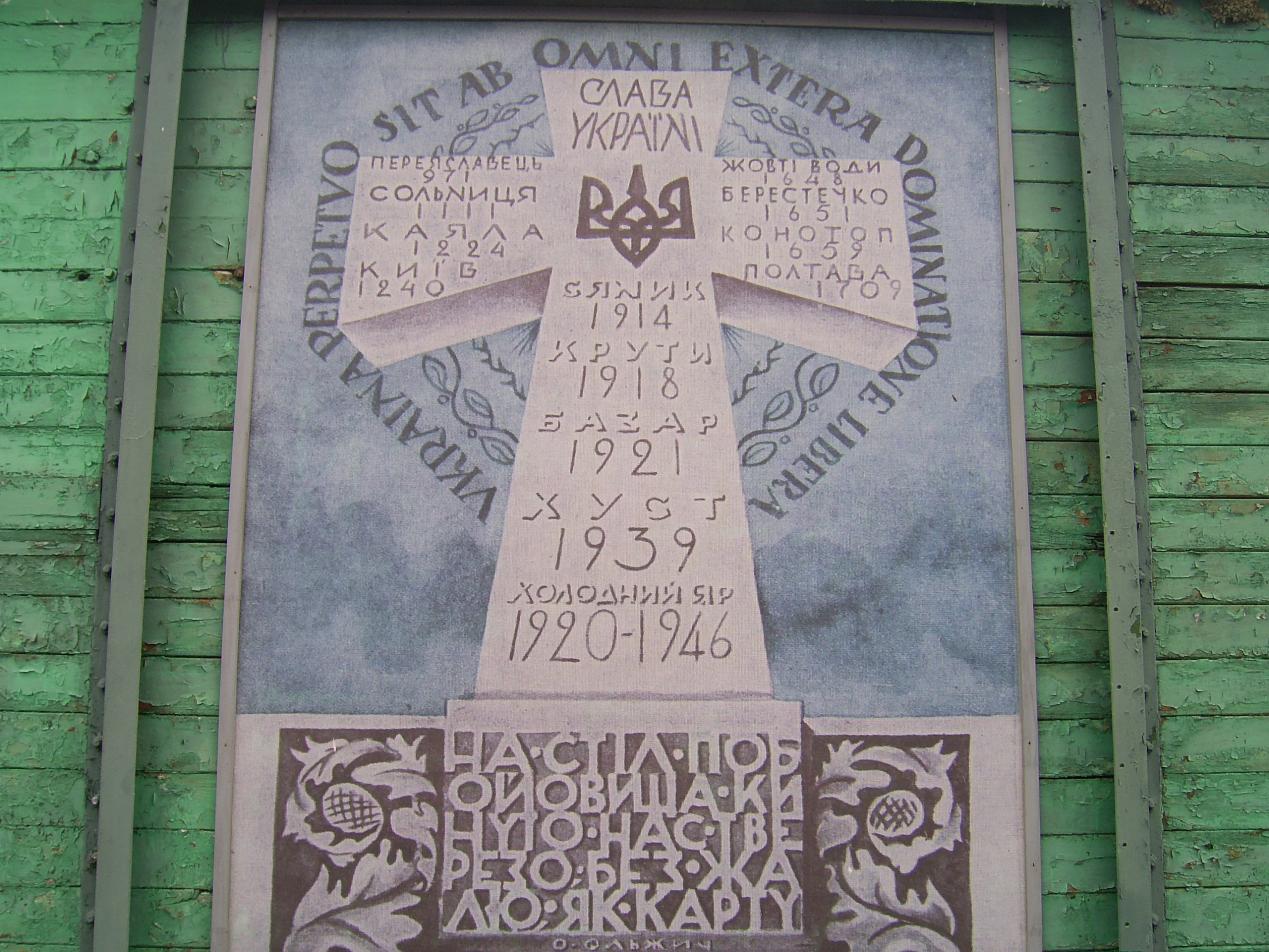 VKRAINA PERPETVO SIT AB OMNI EXTERA DOMINATIONE LIBERA
СЛАВА
УКРАЇНІ
ПЕРЕЯСЛАВЕЦЬ
971
СОЛЬНИЦЯ
1111
КАЯЛА
1224
КИЇВ
1240
ЖОВТІ ВОДИ
1648
БЕРЕСТЕЧКО
1651
КОНОТОП
1659
ПОЛТАВА
1709
СЯНИК
1914
КРУТИ
1918
БАЗАР
1921
ХУСТ
1939
ХОЛОДНИЙ ЯР
1920-1946
НА·СТІЛ·ПОБ
ОЙОВИЩА·КИ
НУТО·НАС·ТВЕ
РЕЗО·БЕЗ·ЖА
ЛЮ·ЯК·КАРТУ
О·ОЛЬЖИЧ